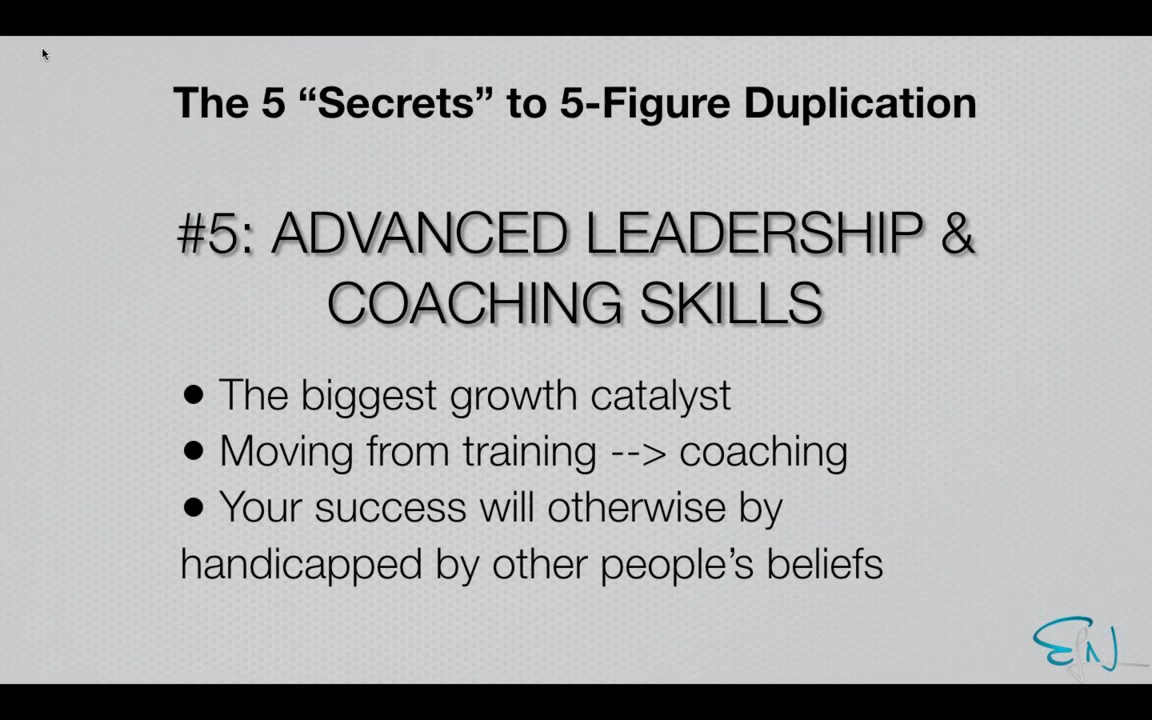 The 5 “Secrets” to 5-Figure Duplication
#5: ADVANCED LEADERSHIP &
COACHING SKILLS
● The biggest growth catalyst
● Moving from training --> coaching
● Your success will otherwise by
handicapped by other people’s beliefs